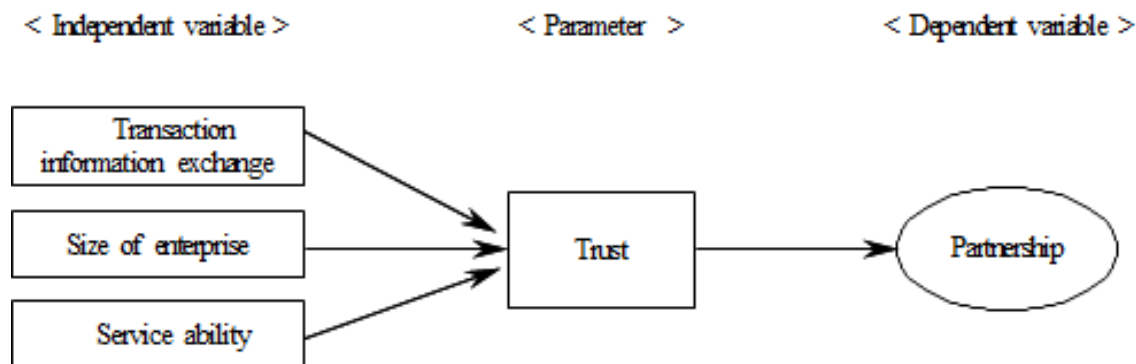 < Independent variable >
< Parameter >
< Dependent variable >
Transaction
information exchange
Size of enterprise
Service ability
Trust
Partnership